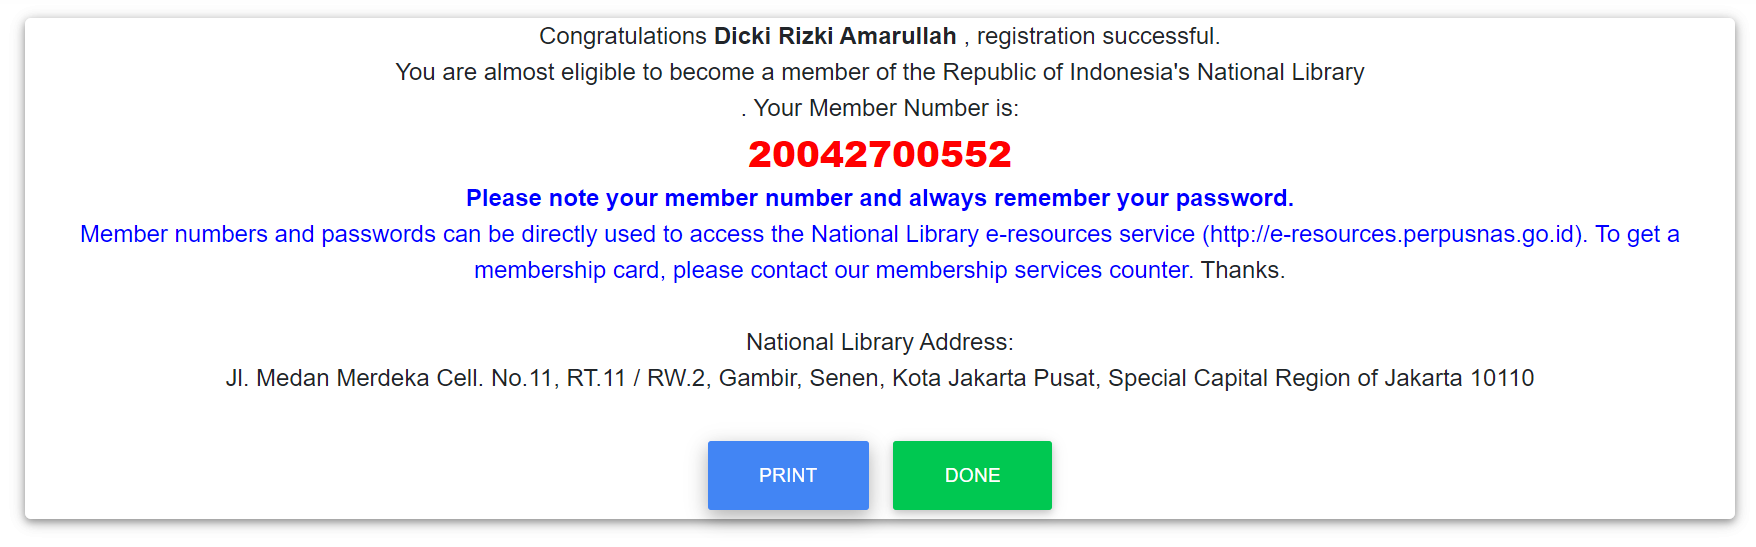 Congratulations Dicki Rizki Amarullah , registration successful.
You are almost eligible to become a member of the Republic of Indonesia's National Library
. Your Member Number is:
20042700552
Please note your member number and always remember your password.
Member numbers and passwords can be directly used to access the National Library e-resources service (http://e-resources.perpusnas.go.id). To get a
membership card, please contact our membership services counter. Thanks.
National Library Address:
Jl. Medan Merdeka Cell. No.11, RT.11 / RW.2, Gambir, Senen, Kota Jakarta Pusat, Special Capital Region of Jakarta 10110
PRINT DONE